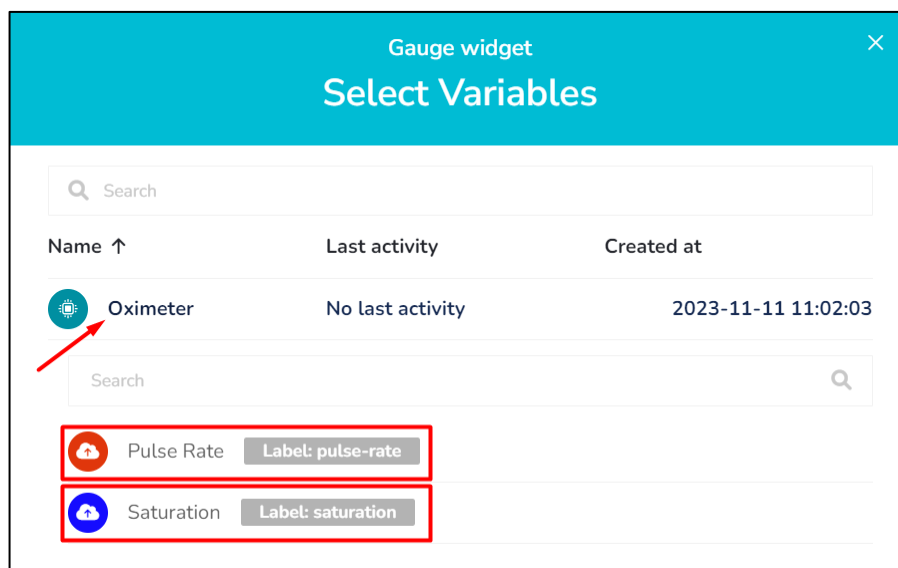 Gauge widget
Select Variables
Search
Name ↑ Last activity Created at
Oximeter No last activity 2023-11-11 11:02:03
Search
Pulse Rate Label: pulse-rate
Saturation Label: saturation